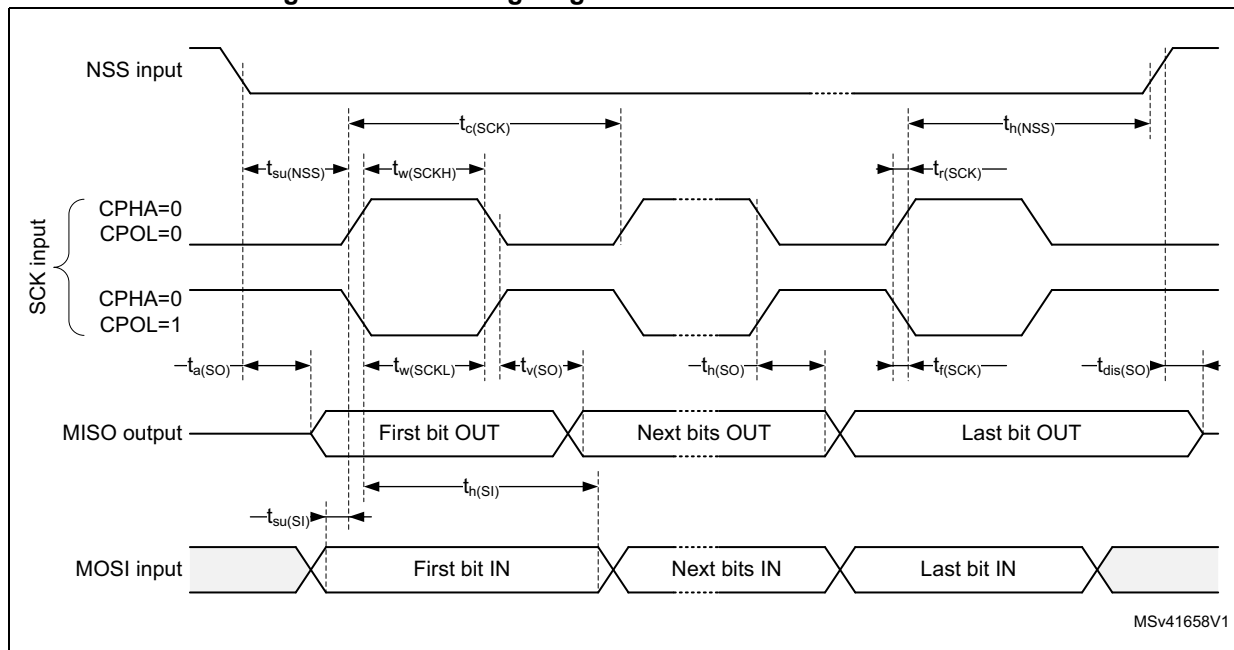 NSS input
tc(SCK)
th(NSS)
tsu(NSS)
tw(SCKH)
tr(SCK)
SCK input
CPHA=0
CPOL=0
CPHA=0
CPOL=1
ta(SO)
tw(SCKL)
tv(SO)
th(SO)
tf(SCK)
tdis(SO)
MISO output
First bit OUT
Next bits OUT
Last bit OUT
th(SI)
tsu(SI)
MOSI input
First bit IN
Next bits IN
Last bit IN
MSv41658V1